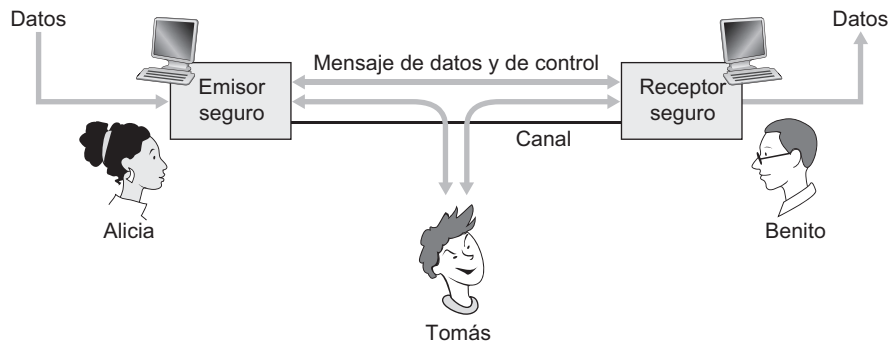 Datos
Datos
Mensaje de datos y de control
Emisor
seguro
Receptor
seguro
Canal
Alicia
Benito
Tomás